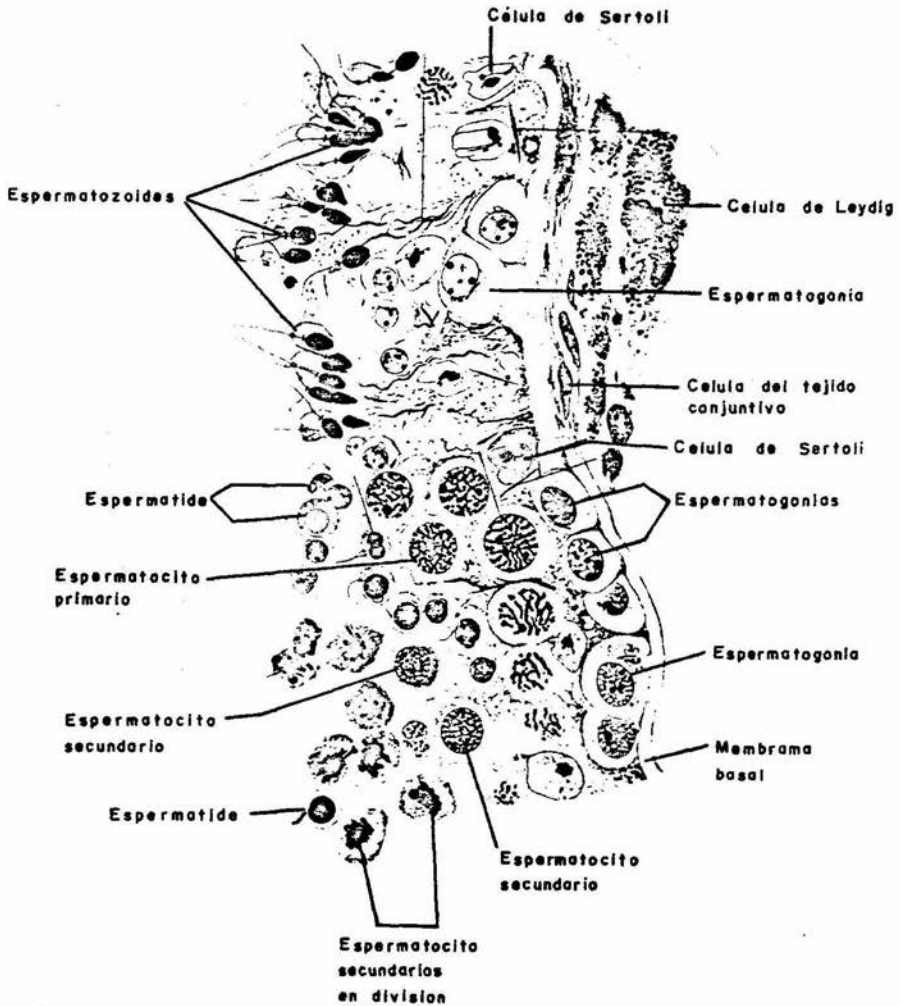 Célula de Sertoli
Espermatozoides
Celula de Leydig
Espermatogonia
Celula del tejido
conjuntivo
Celula de Sertoli
Espermatide
Espermatogonias
Espermatocito
primario
Espermatogonia
Espermatocito
secundario
Membrama
basal
Espermatide
Espermatocito
secundario
Espermatocito
secundarios
en division